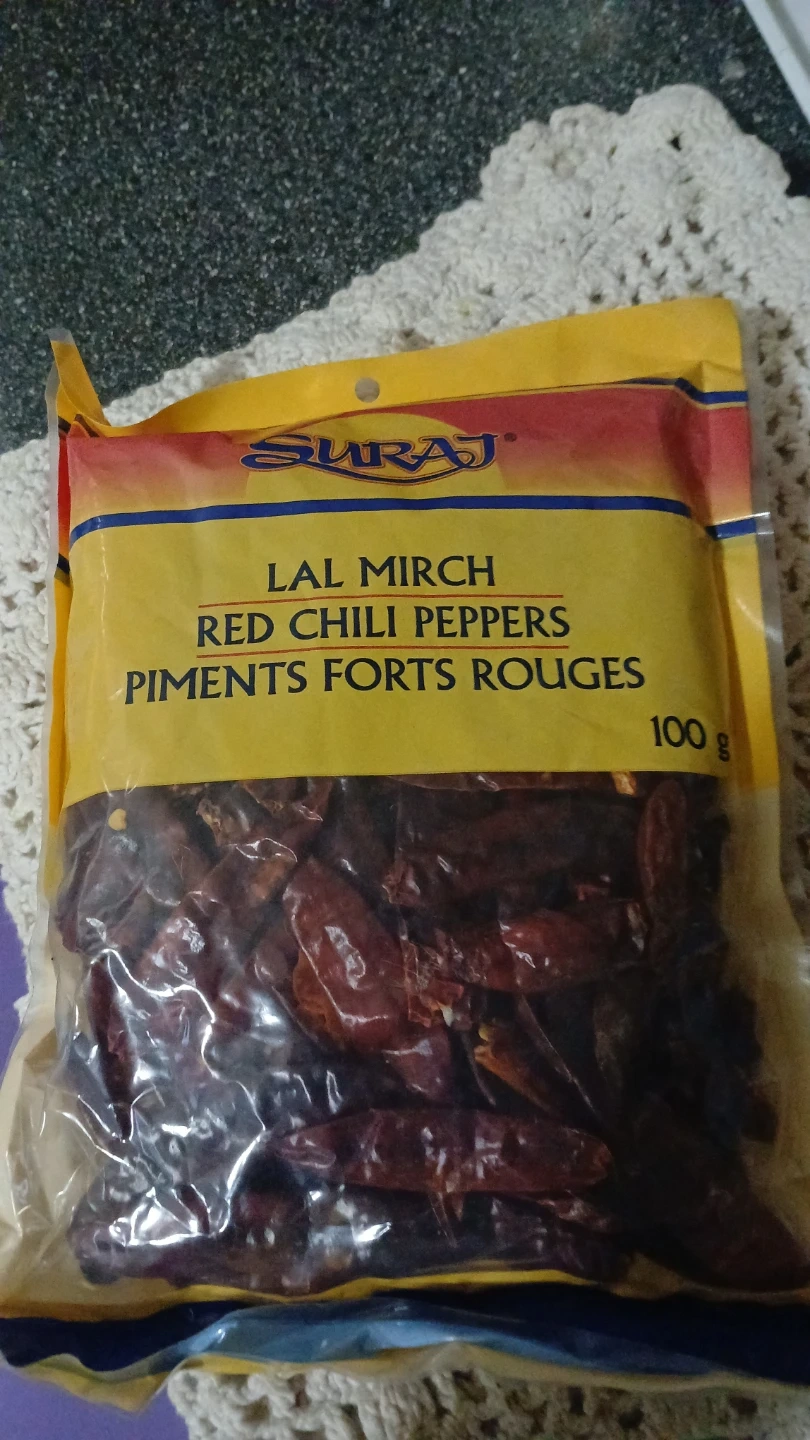 SURAJ®
LAL MIRCH
RED CHILI PEPPERS
PIMENTS FORTS ROUGES
100 g